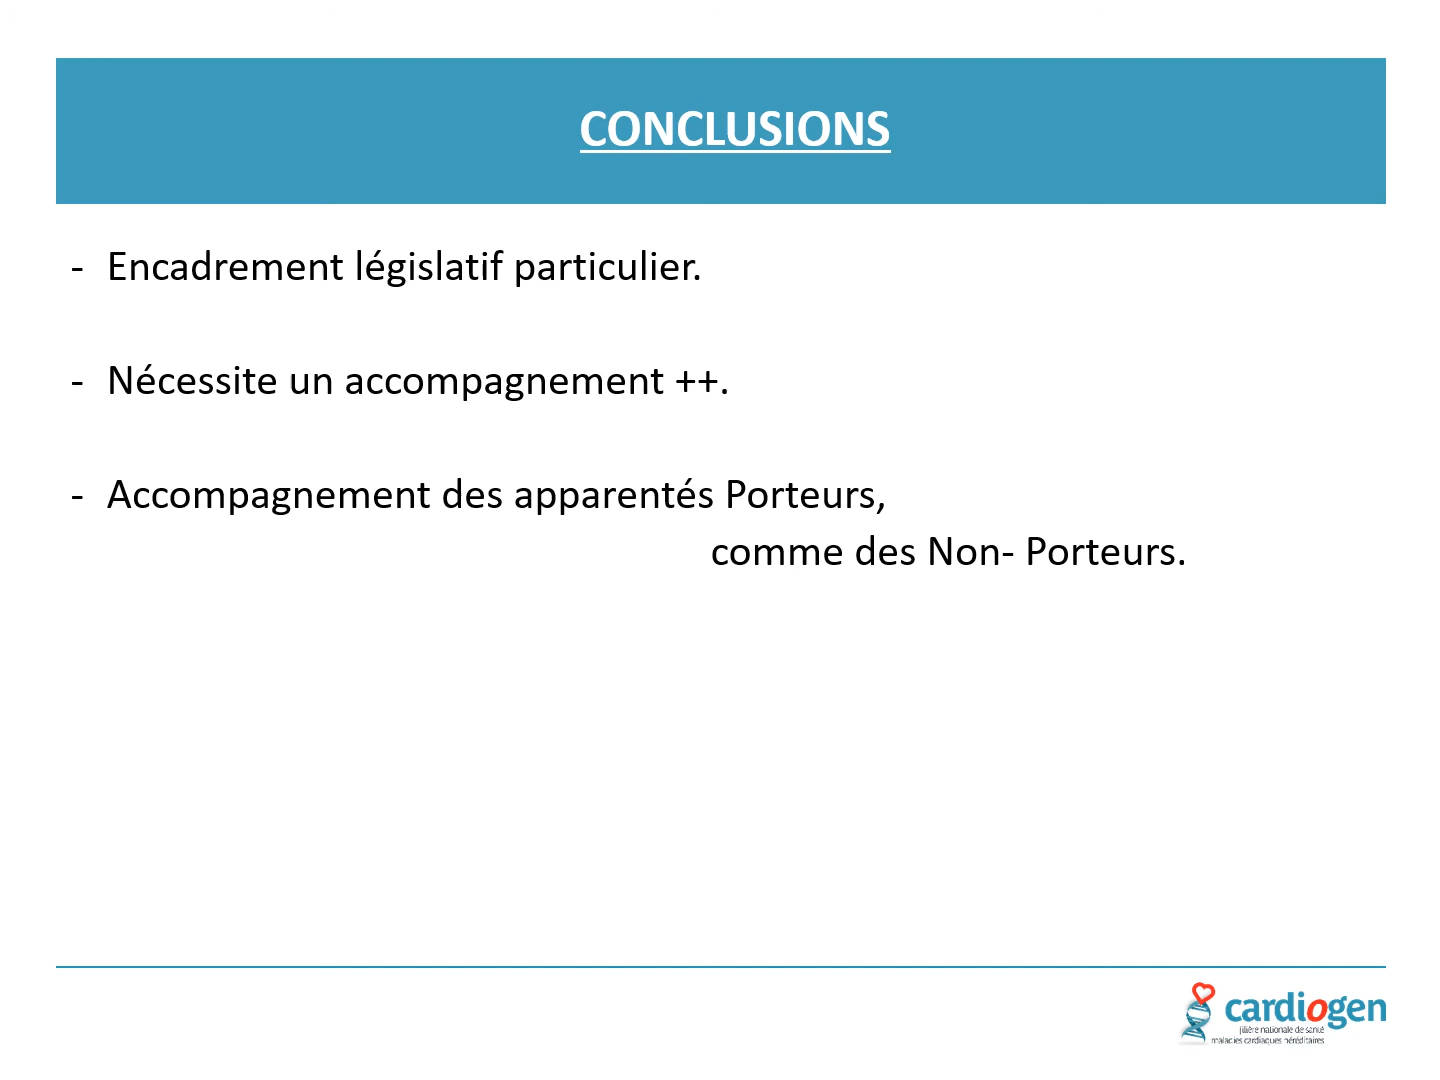 CONCLUSIONS
- Encadrement législatif particulier.
- Nécessite un accompagnement ++.
- Accompagnement des apparentés Porteurs,
comme des Non- Porteurs.
cardiogen
filière nationale de santé
maladies cardiaques héréditaires